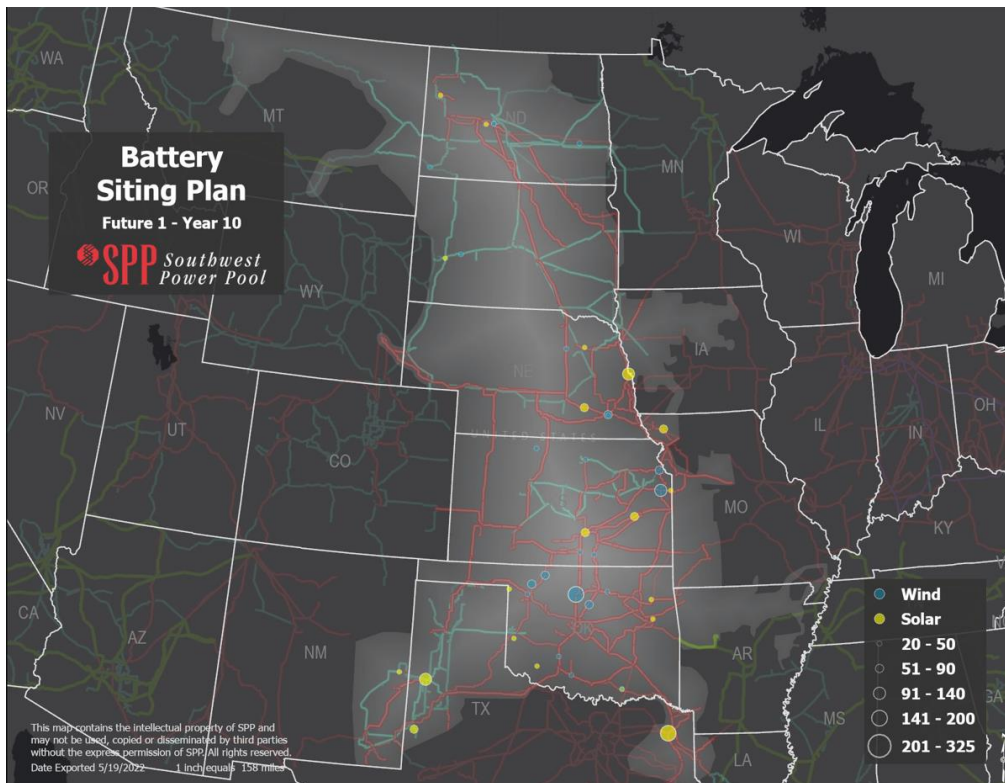 WA
MT
ND
MN
OR
Battery
Siting Plan
Future 1 - Year 10
SPP Southwest
Power Pool
WI
MI
WY
IA
NE
NV
UT
CO
UNITED STATES
IL
IN
OH
MO
KY
CA
AZ
NM
OK
AR
TX
MS
LA
GA
Wind
Solar
20 - 50
51 - 90
91 - 140
141 - 200
201 - 325
This map contains the intellectual property of SPP and
may not be used, copied or disseminated by third parties
without the express permission of SPP. All rights reserved.
Date Exported 5/19/2022 1 inch equals 158 miles